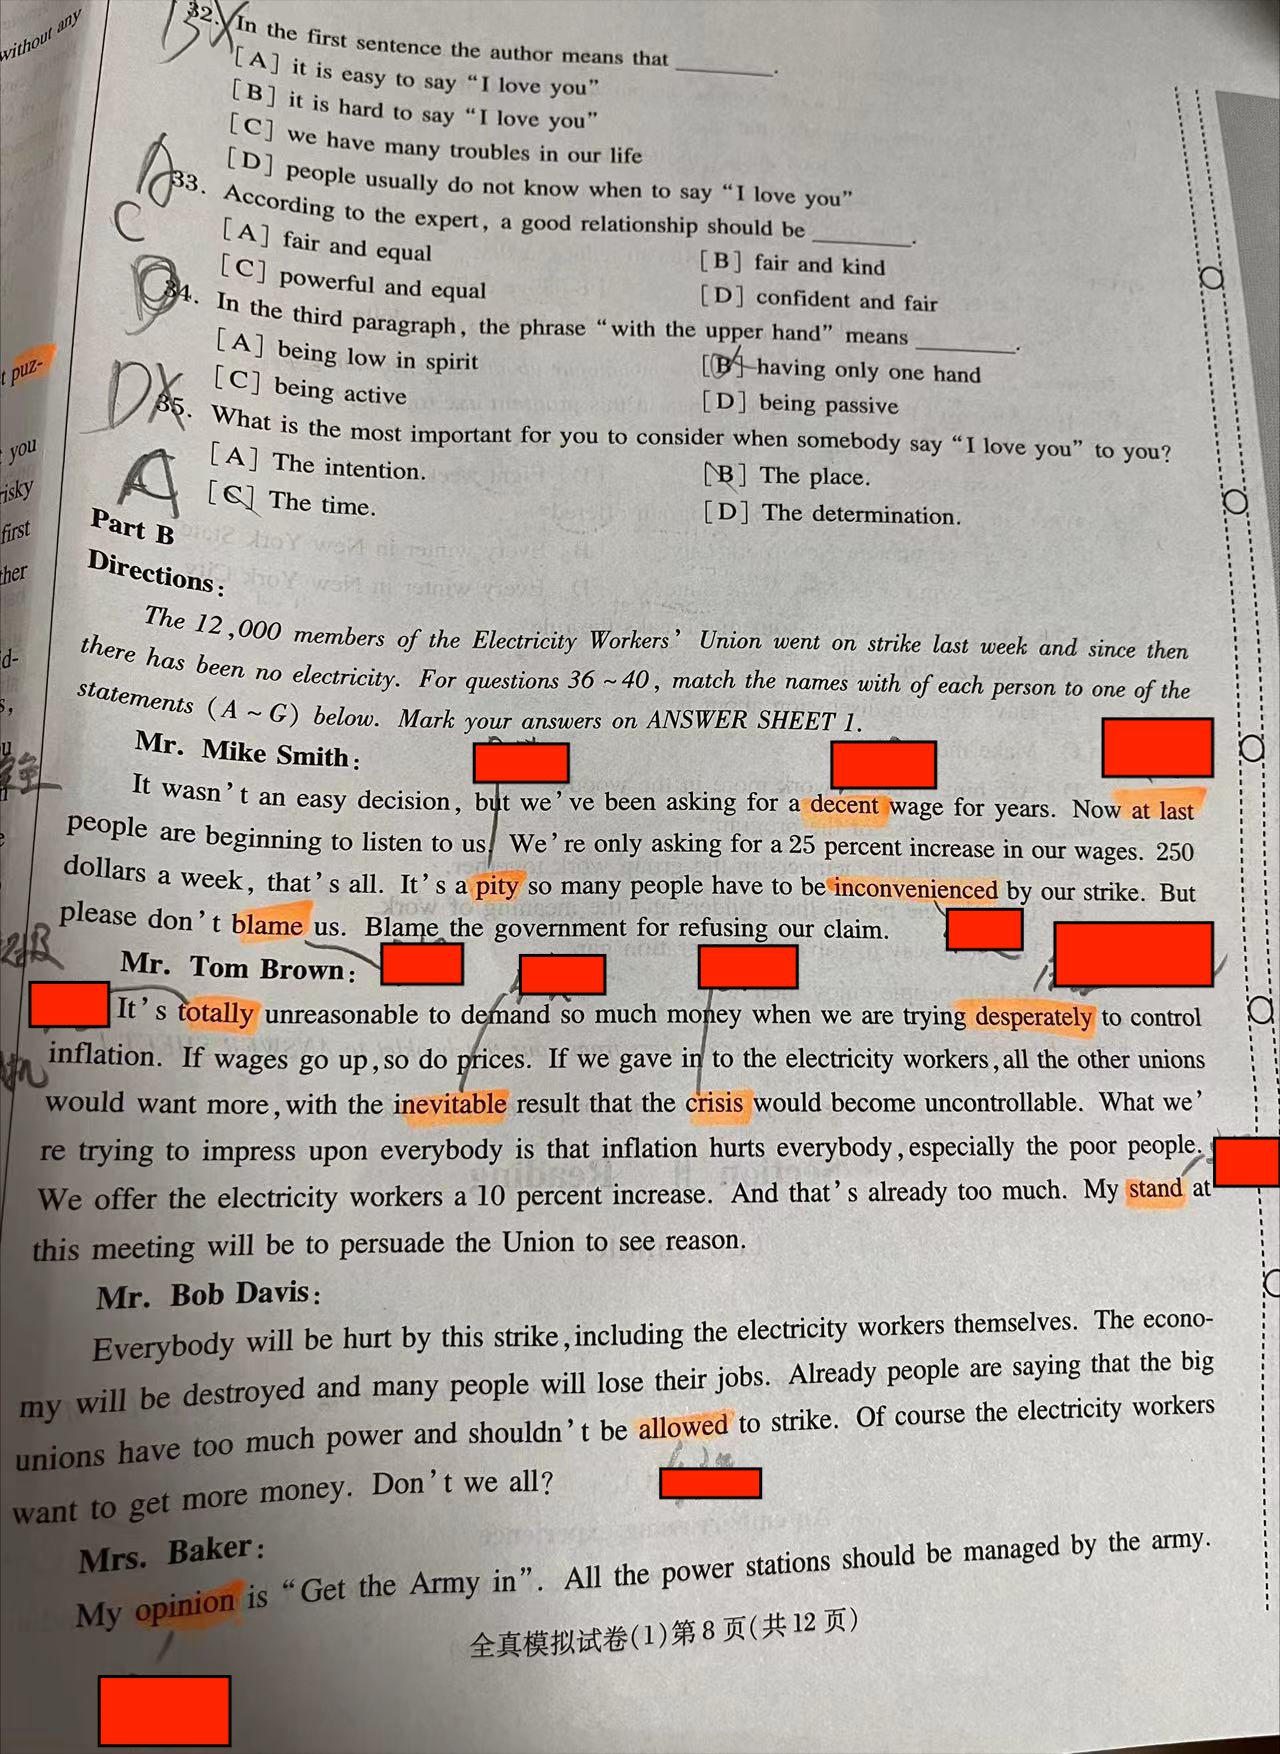 without any
32. In the first sentence the author means that ________.
[A] it is easy to say “I love you”
[B] it is hard to say “I love you”
[C] we have many troubles in our life
[D] people usually do not know when to say “I love you”
33. According to the expert, a good relationship should be ________.
[A] fair and equal [B] fair and kind
[C] powerful and equal [D] confident and fair
34. In the third paragraph, the phrase “with the upper hand” means ________.
[A] being low in spirit [B] having only one hand
[C] being active [D] being passive
35. What is the most important for you to consider when somebody say “I love you” to you?
[A] The intention. [B] The place.
[C] The time. [D] The determination.
B
A
C
D
A
t puz-
you
risky
first
ther
d-
Part B
Directions:
The 12,000 members of the Electricity Workers’ Union went on strike last week and since then
there has been no electricity. For questions 36~40, match the names with of each person to one of the
statements (A~G) below. Mark your answers on ANSWER SHEET 1.
Mr. Mike Smith:
It wasn’t an easy decision, but we’ve been asking for a decent wage for years. Now at last
people are beginning to listen to us. We’re only asking for a 25 percent increase in our wages. 250
dollars a week, that’s all. It’s a pity so many people have to be inconvenienced by our strike. But
please don’t blame us. Blame the government for refusing our claim.
Mr. Tom Brown:
It’s totally unreasonable to demand so much money when we are trying desperately to control
inflation. If wages go up, so do prices. If we gave in to the electricity workers, all the other unions
would want more, with the inevitable result that the crisis would become uncontrollable. What we’
re trying to impress upon everybody is that inflation hurts everybody, especially the poor people.
We offer the electricity workers a 10 percent increase. And that’s already too much. My stand at
this meeting will be to persuade the Union to see reason.
Mr. Bob Davis:
Everybody will be hurt by this strike, including the electricity workers themselves. The econo-
my will be destroyed and many people will lose their jobs. Already people are saying that the big
unions have too much power and shouldn’t be allowed to strike. Of course the electricity workers
want to get more money. Don’t we all?
Mrs. Baker:
My opinion is “Get the Army in”. All the power stations should be managed by the army.
全真模拟试卷(1)第 8 页(共 12 页)